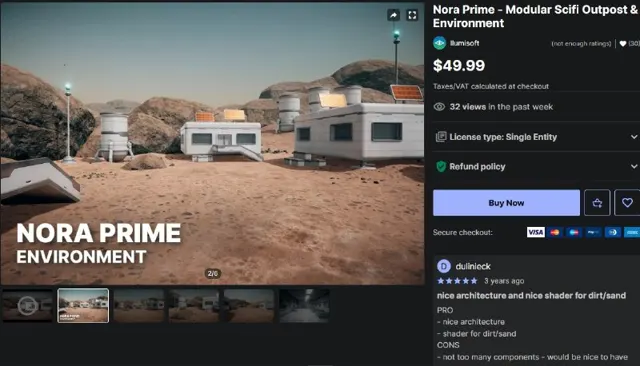 Nora Prime - Modular Scifi Outpost &
Environment
Ilumisoft
(not enough ratings)
$49.99
Taxes/VAT calculated at checkout
32 views in the past week
License type: Single Entity
Refund policy
Buy Now
Secure checkout:
VISA
NORA PRIME
ENVIRONMENT
2/6
D
dullnieck
3 years ago
nice architecture and nice shader for dirt/sand
PRO
- nice architecture
- shader for dirt/sand
CONS
- not too many components - would be nice to have